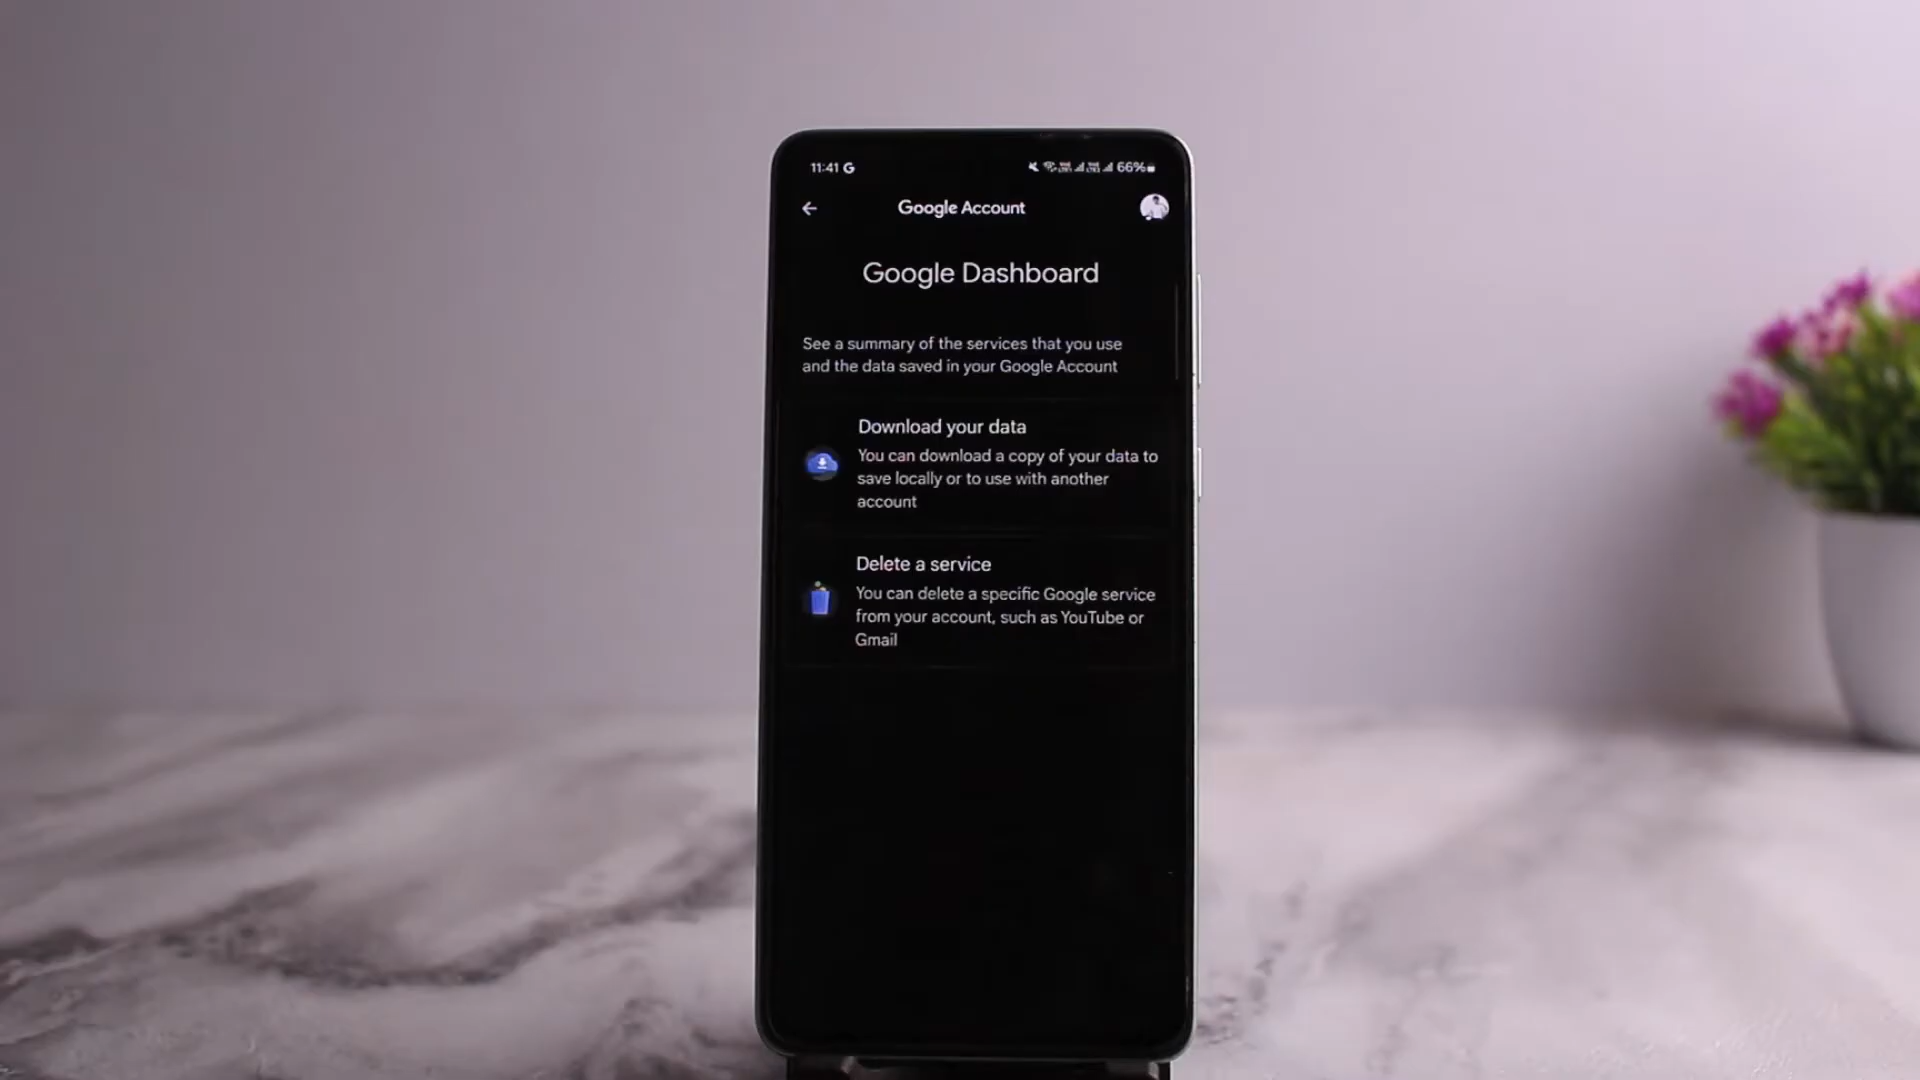 11:41 G 66%
Google Account
Google Dashboard
See a summary of the services that you use
and the data saved in your Google Account
Download your data
You can download a copy of your data to
save locally or to use with another
account
Delete a service
You can delete a specific Google service
from your account, such as YouTube or
Gmail